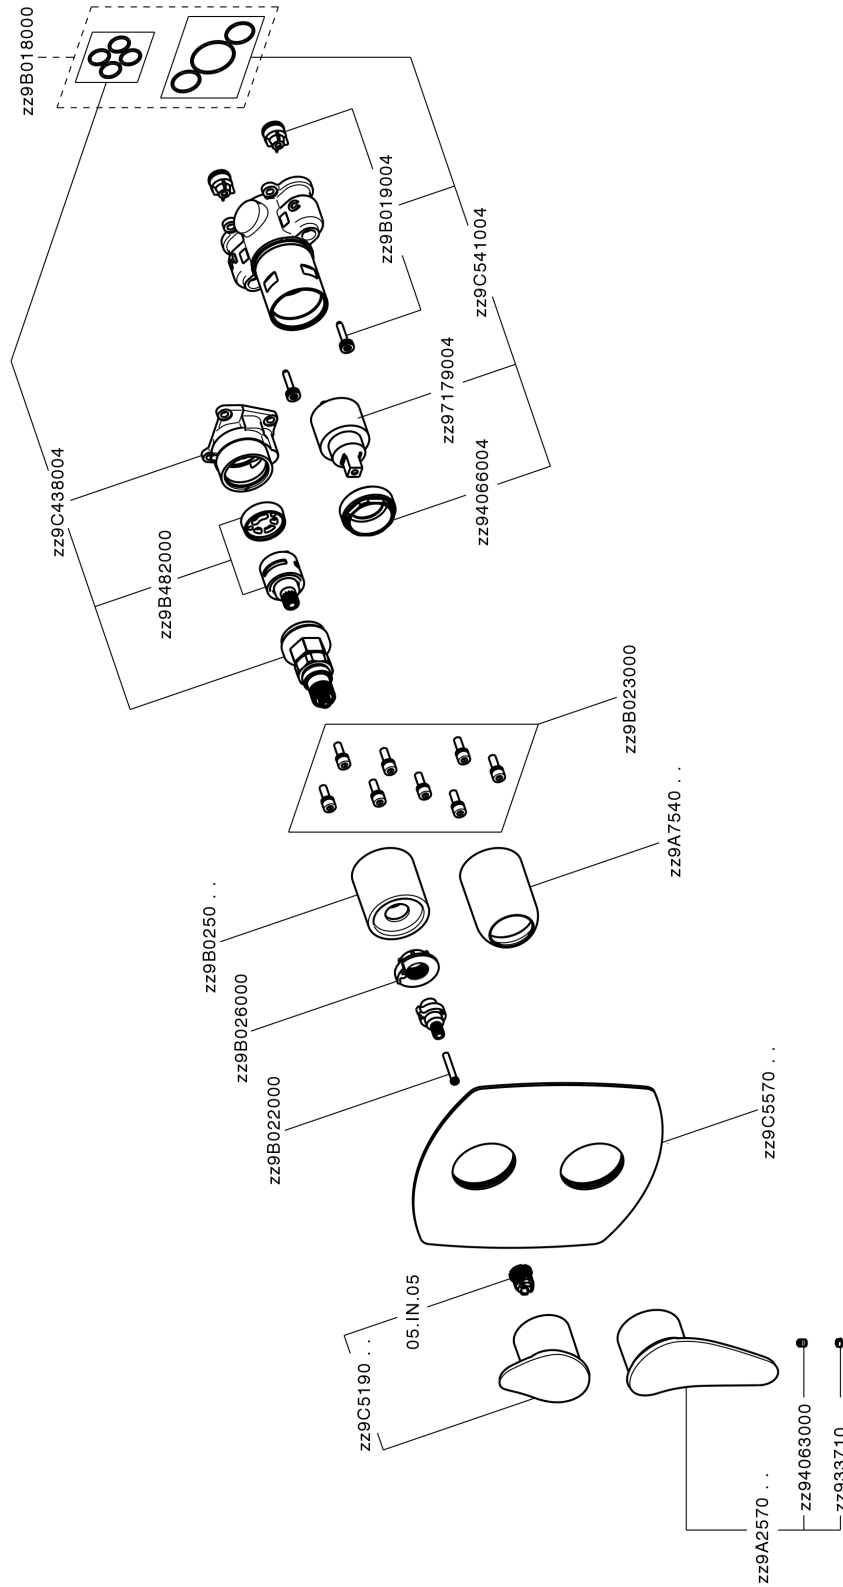 zz9B018000
zz9B019004
zz9C541004
zz97179004
zz94066004
zz9C438004
zz9B482000
zz9B023000
zz9A7540 . .
zz9B0250 . .
zz9B026000
zz9B022000
zz9C5570 . .
05.IN.05
zz9C5190 . .
zz94063000
zz933710
zz9A2570 . .